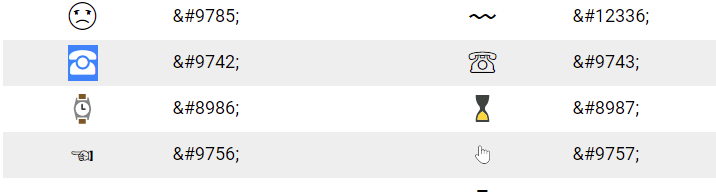 ☹ &#9785; 〰 &#12336;
☎ &#9742; ☏ &#9743;
⌚ &#8986; ⌛ &#8987;
☜ &#9756; ☝ &#9757;